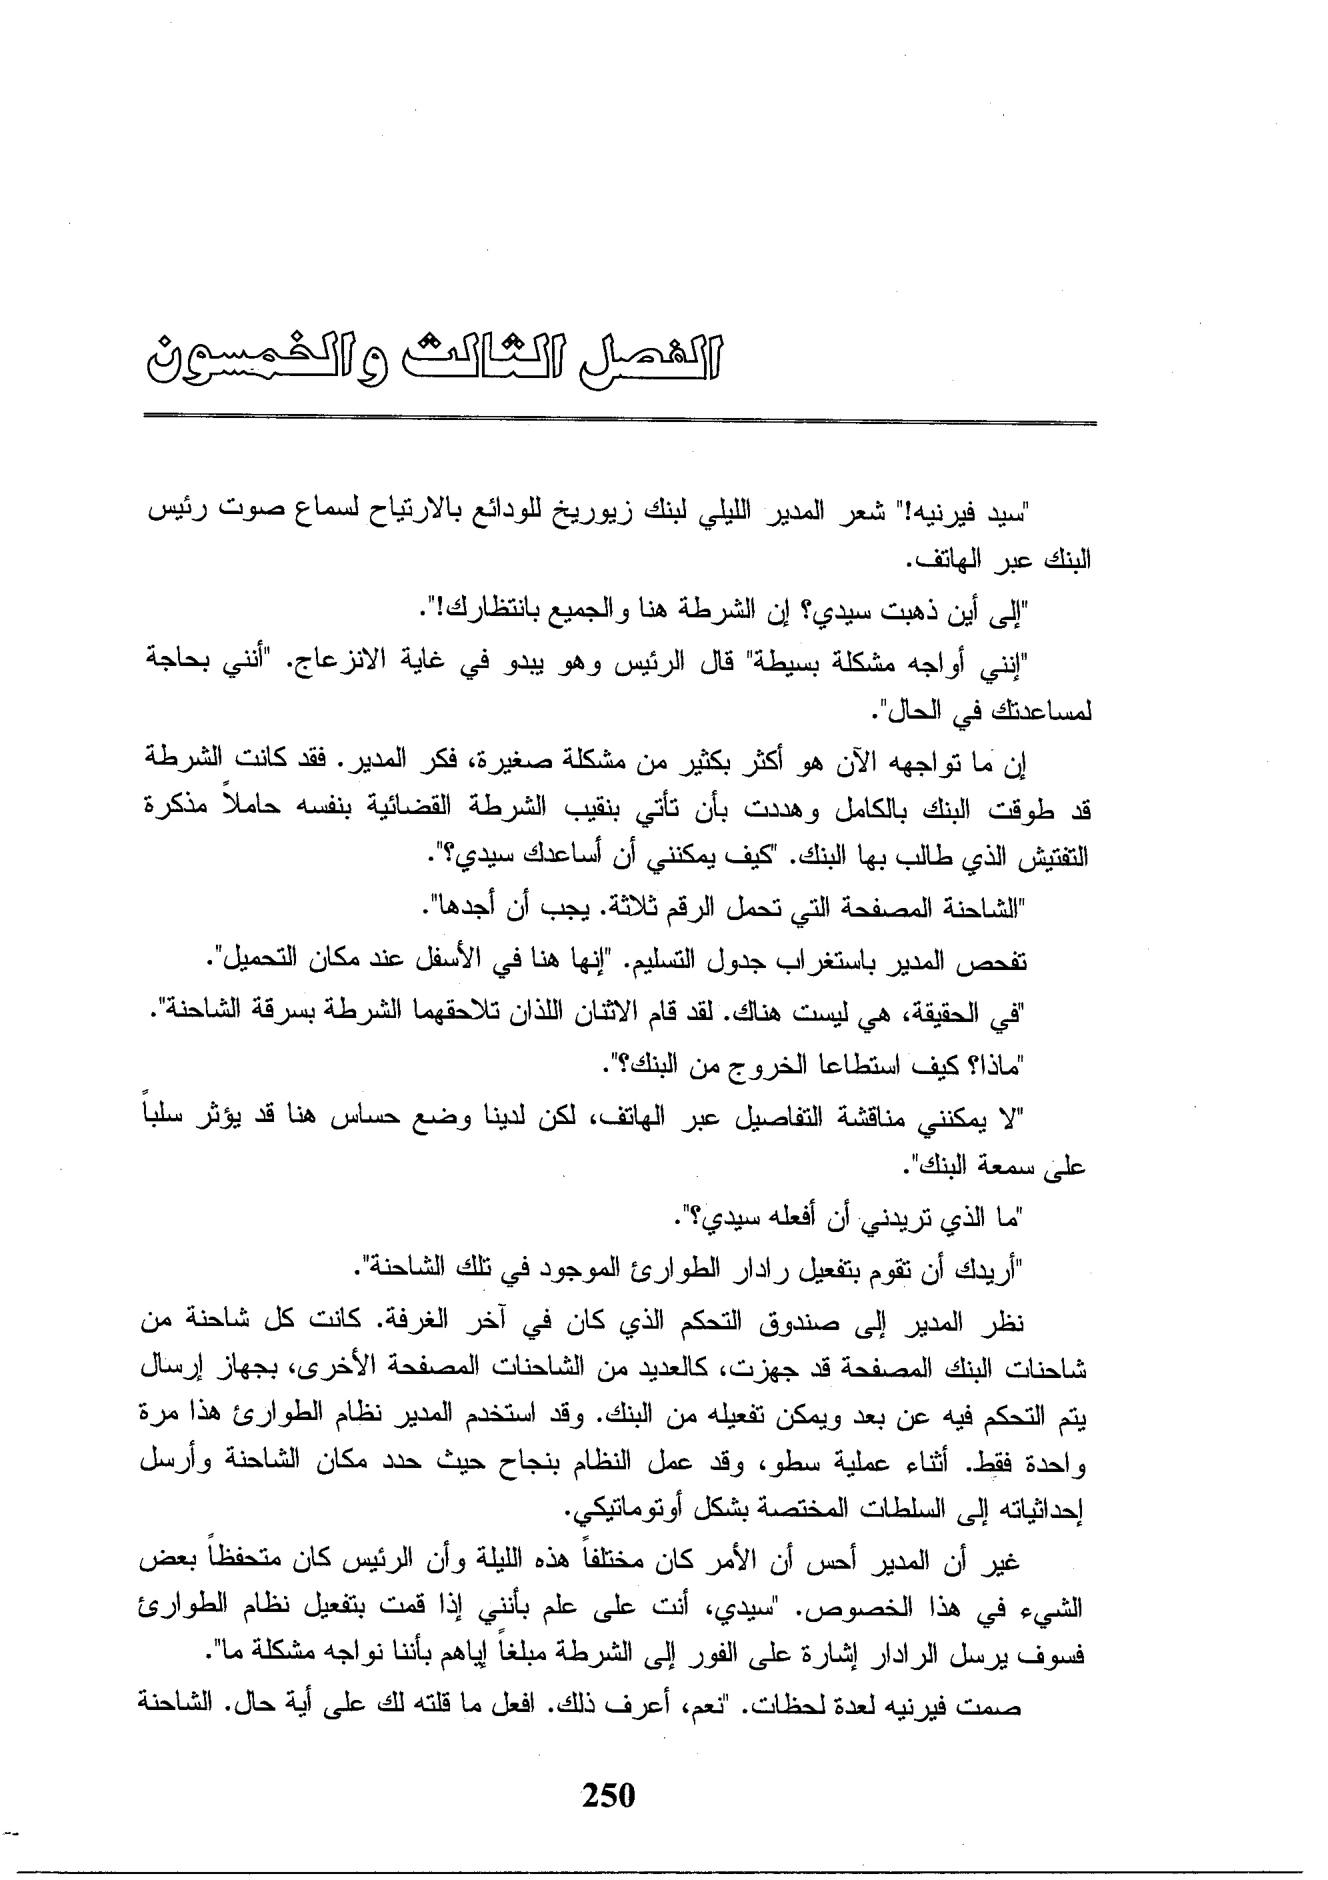 الفصل الثالث والخمسون
"سيد فيرنيه!" شعر المدير الليلي لبنك زيوريخ للودائع بالارتياح لسماع صوت رئيس
البنك عبر الهاتف.
"إلى أين ذهبت سيدي؟ إن الشرطة هنا والجميع بانتظارك!".
"إنني أواجه مشكلة بسيطة" قال الرئيس وهو يبدو في غاية الانزعاج. "أنني بحاجة
لمساعدتك في الحال".
إن ما تواجهه الآن هو أكثر بكثير من مشكلة صغيرة، فكر المدير. فقد كانت الشرطة
قد طوقت البنك بالكامل وهددت بأن تأتي بنقيب الشرطة القضائية بنفسه حاملاً مذكرة
التفتيش الذي طالب بها البنك. "كيف يمكنني أن أساعدك سيدي؟".
"الشاحنة المصفحة التي تحمل الرقم ثلاثة. يجب أن أجدها".
تفحص المدير باستغراب جدول التسليم. "إنها هنا في الأسفل عند مكان التحميل".
"في الحقيقة، هي ليست هناك. لقد قام الاثنان اللذان تلاحقهما الشرطة بسرقة الشاحنة".
"ماذا؟ كيف استطاعا الخروج من البنك؟".
"لا يمكنني مناقشة التفاصيل عبر الهاتف، لكن لدينا وضع حساس هنا قد يؤثر سلباً
على سمعة البنك".
"ما الذي تريدني أن أفعله سيدي؟".
"أريدك أن تقوم بتفعيل رادار الطوارئ الموجود في تلك الشاحنة".
نظر المدير إلى صندوق التحكم الذي كان في آخر الغرفة. كانت كل شاحنة من
شاحنات البنك المصفحة قد جهزت، كالعديد من الشاحنات المصفحة الأخرى، بجهاز إرسال
يتم التحكم فيه عن بعد ويمكن تفعيله من البنك. وقد استخدم المدير نظام الطوارئ هذا مرة
واحدة فقط. أثناء عملية سطو، وقد عمل النظام بنجاح حيث حدد مكان الشاحنة وأرسل
إحداثياته إلى السلطات المختصة بشكل أوتوماتيكي.
غير أن المدير أحس أن الأمر كان مختلفاً هذه الليلة وأن الرئيس كان متحفظاً بعض
الشيء في هذا الخصوص. "سيدي، أنت على علم بأنني إذا قمت بتفعيل نظام الطوارئ
فسوف يرسل الرادار إشارة على الفور إلى الشرطة مبلغاً إياهم بأننا نواجه مشكلة ما".
صمت فيرنيه لعدة لحظات. "نعم، أعرف ذلك. افعل ما قلته لك على أية حال. الشاحنة
250